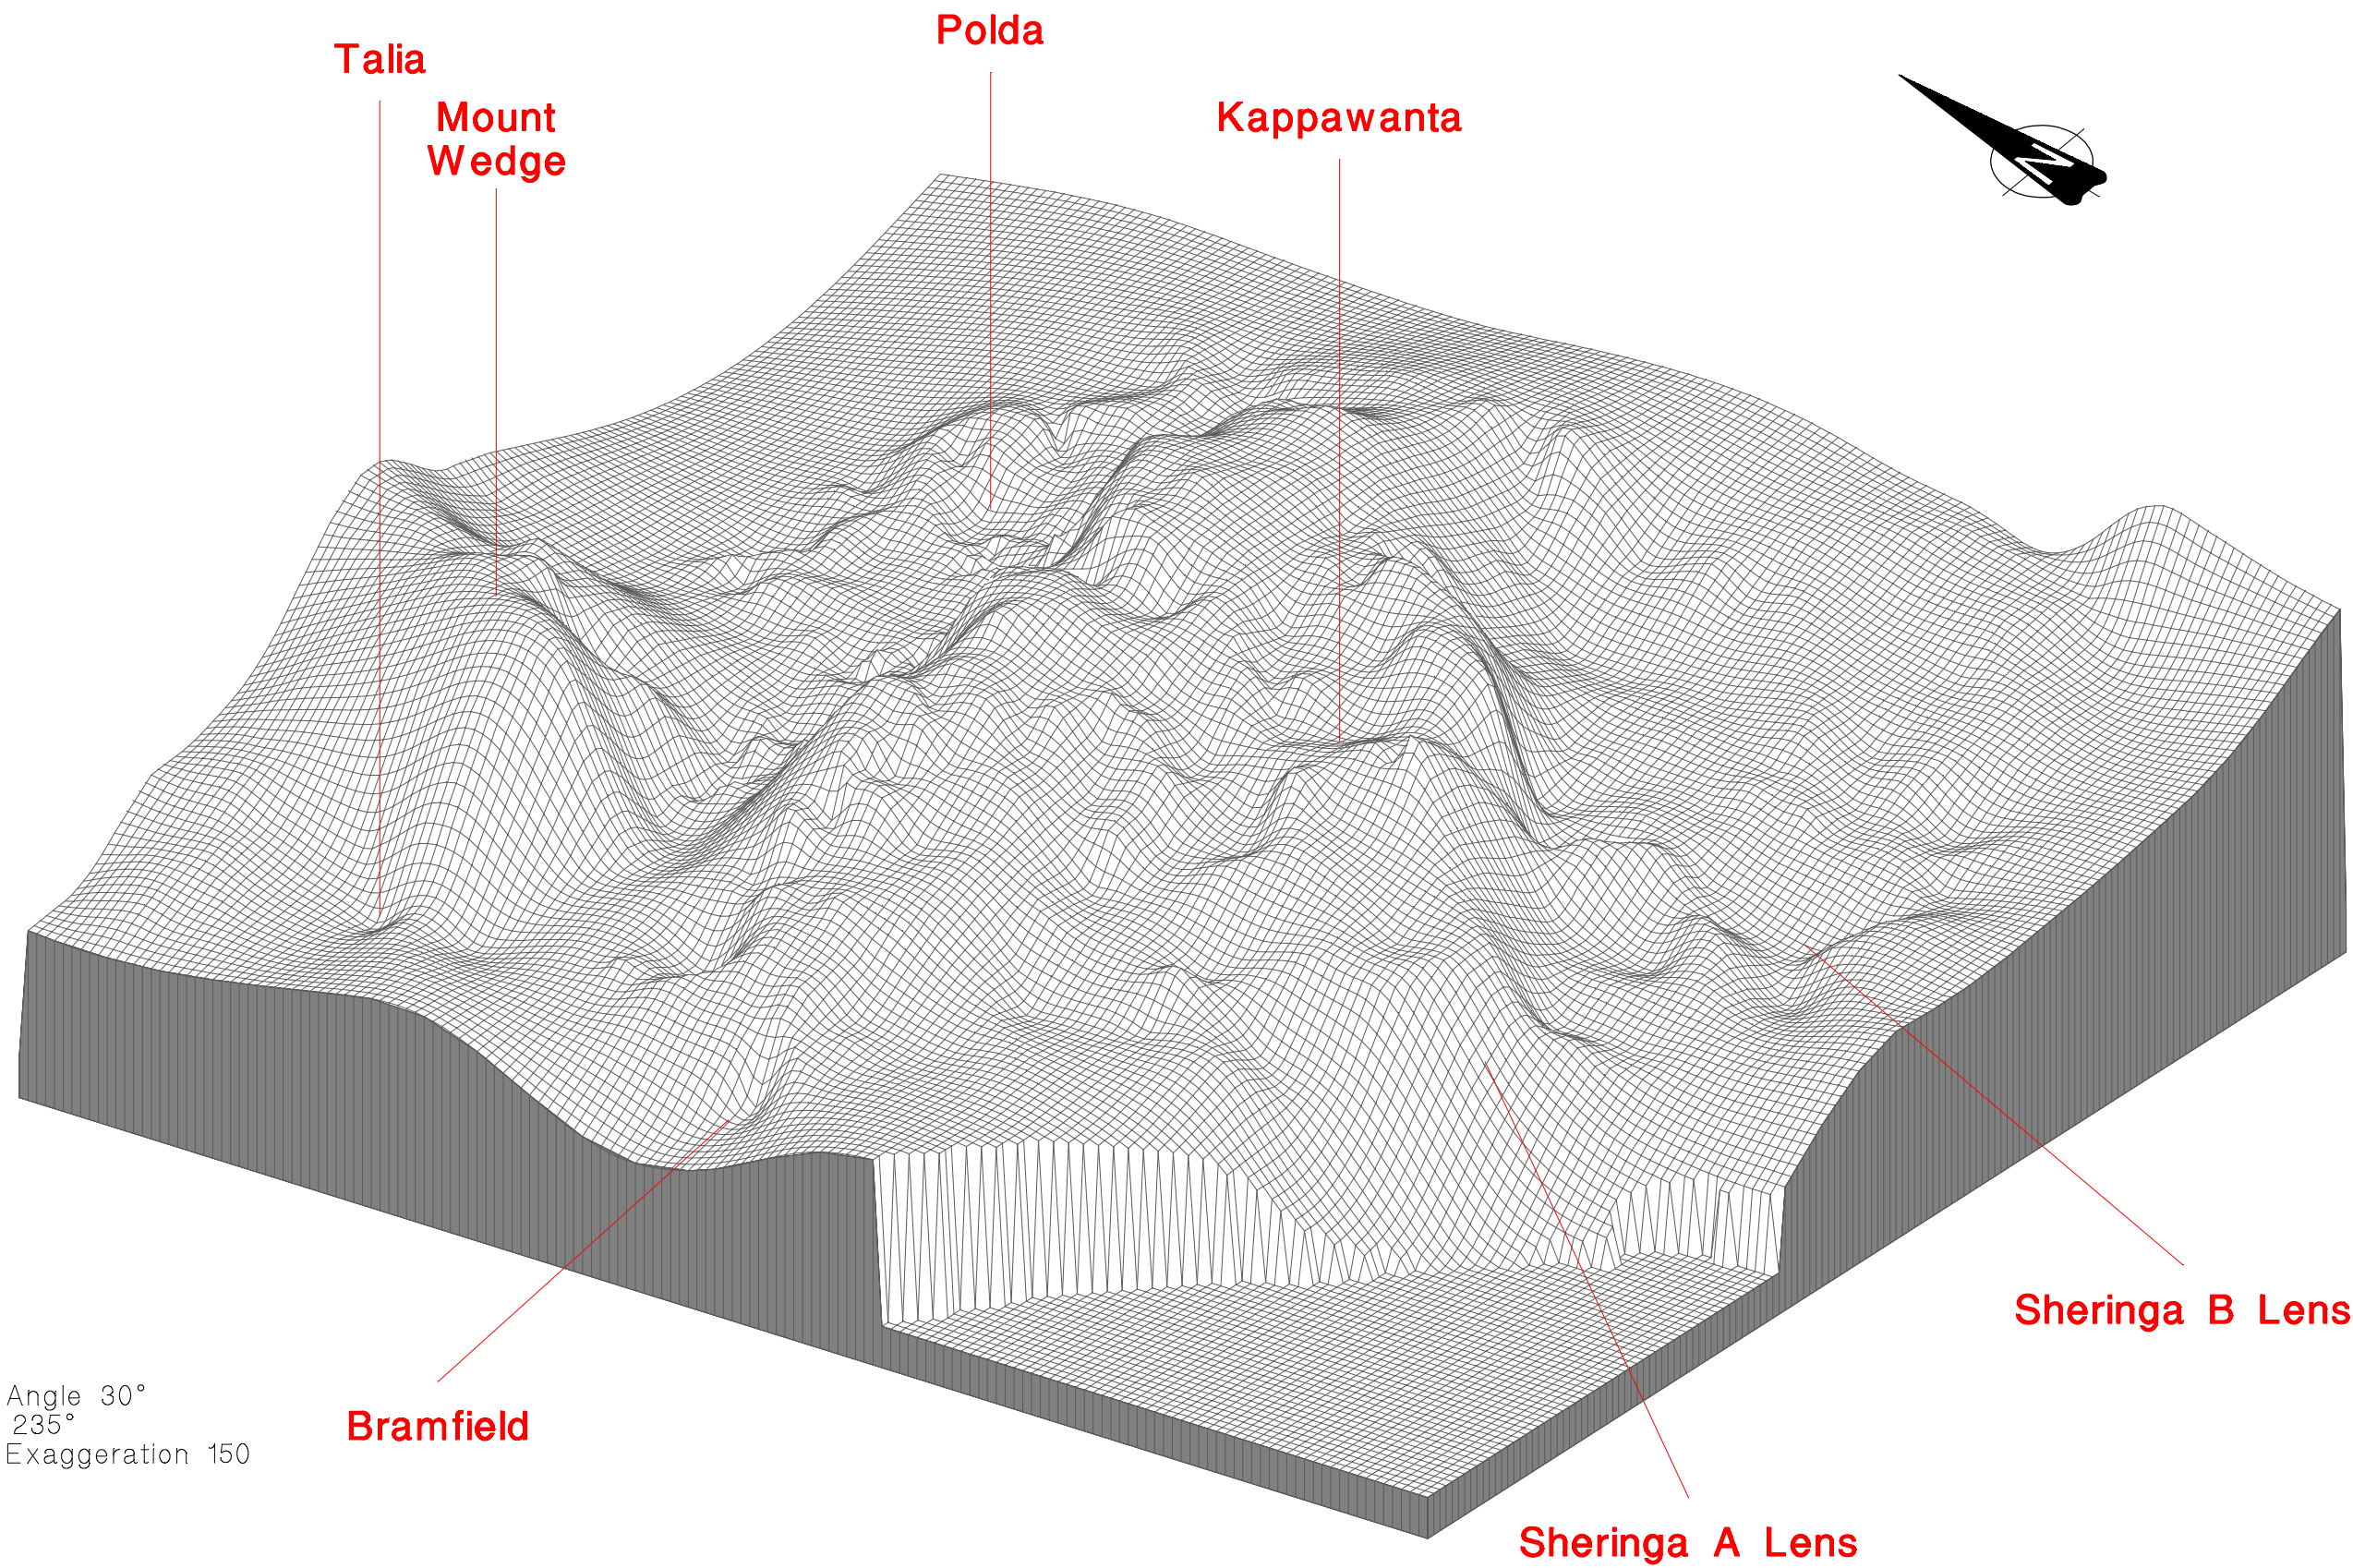 Polda
Talia
Mount
Wedge
Kappawanta
N
Sheringa B Lens
Angle 30°
235°
Exaggeration 150
Bramfield
Sheringa A Lens